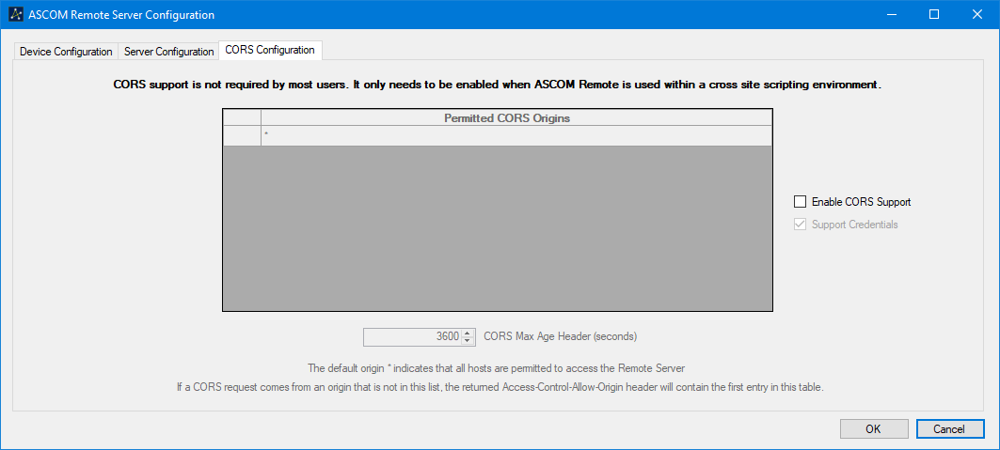 ASCOM Remote Server Configuration
Device Configuration
Server Configuration
CORS Configuration
CORS support is not required by most users. It only needs to be enabled when ASCOM Remote is used within a cross site scripting environment.
Permitted CORS Origins
*
Enable CORS Support
Support Credentials
3600
CORS Max Age Header (seconds)
The default origin * indicates that all hosts are permitted to access the Remote Server
If a CORS request comes from an origin that is not in this list, the returned Access-Control-Allow-Origin header will contain the first entry in this table.
OK
Cancel